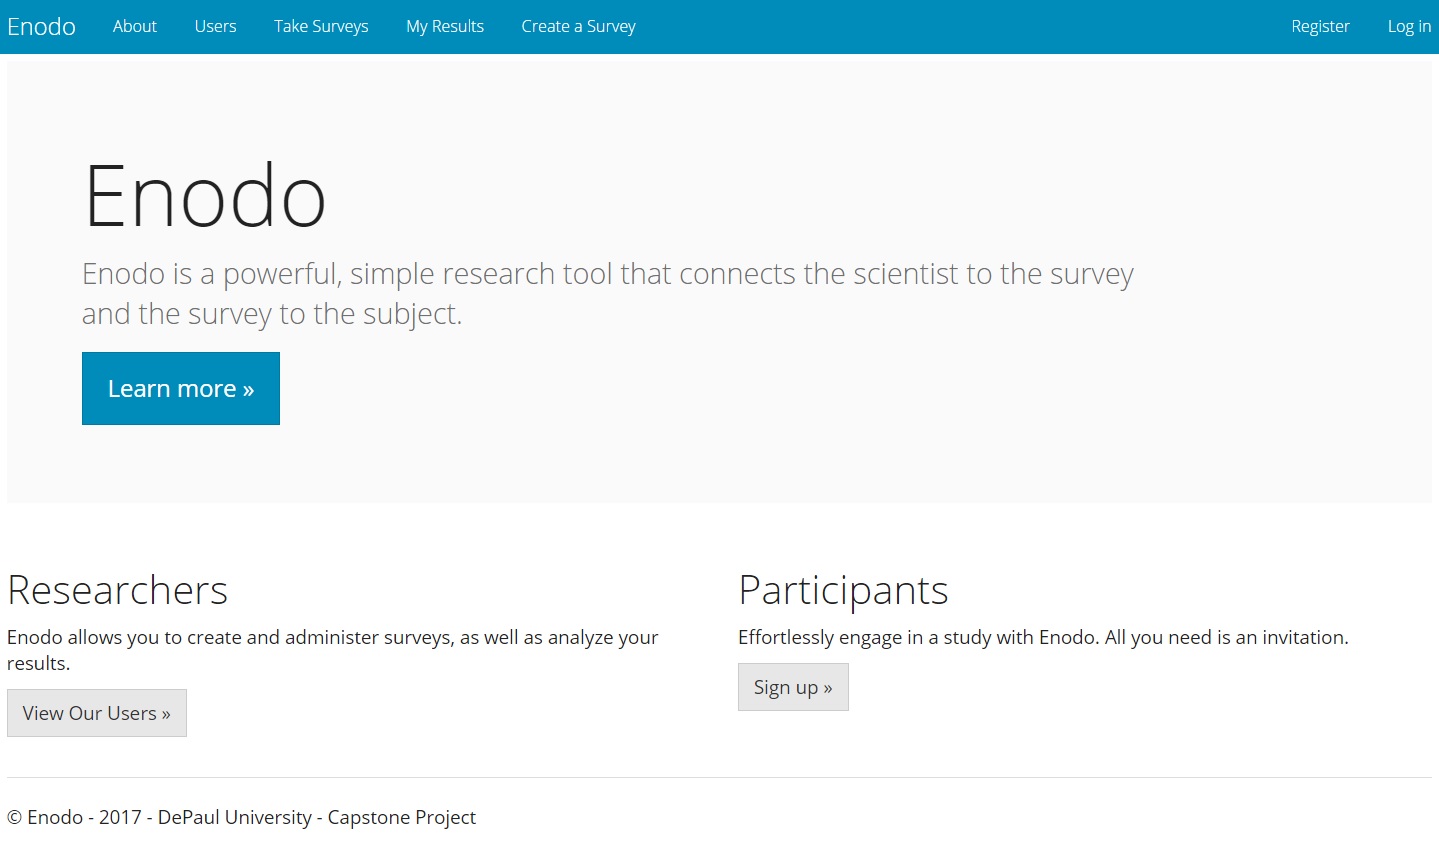 Enodo About Users Take Surveys My Results Create a Survey Register Log in
Enodo
Enodo is a powerful, simple research tool that connects the scientist to the survey
and the survey to the subject.
Learn more »
Researchers
Enodo allows you to create and administer surveys, as well as analyze your
results.
View Our Users »
Participants
Effortlessly engage in a study with Enodo. All you need is an invitation.
Sign up »
© Enodo - 2017 - DePaul University - Capstone Project